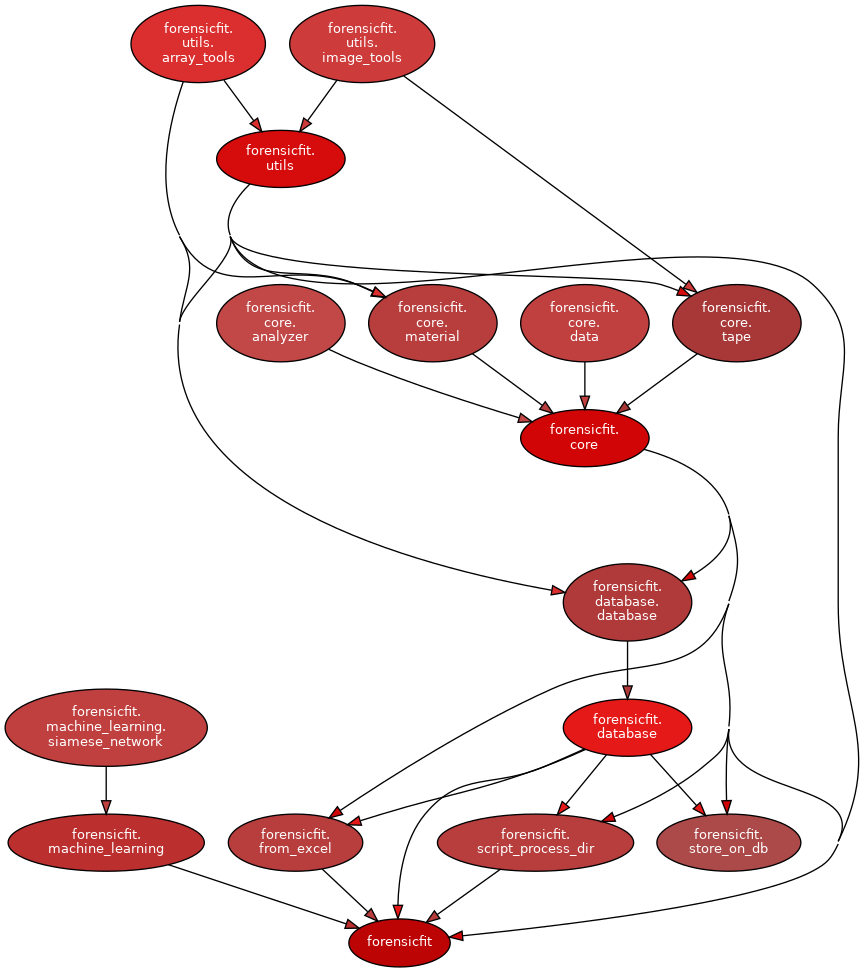 forensicfit.
utils.
array_tools
forensicfit.
utils.
image_tools
forensicfit.
utils
forensicfit.
core.
analyzer
forensicfit.
core.
material
forensicfit.
core.
data
forensicfit.
core.
tape
forensicfit.
core
forensicfit.
database.
database
forensicfit.
machine_learning.
siamese_network
forensicfit.
database
forensicfit.
machine_learning
forensicfit.
from_excel
forensicfit.
script_process_dir
forensicfit.
store_on_db
forensicfit